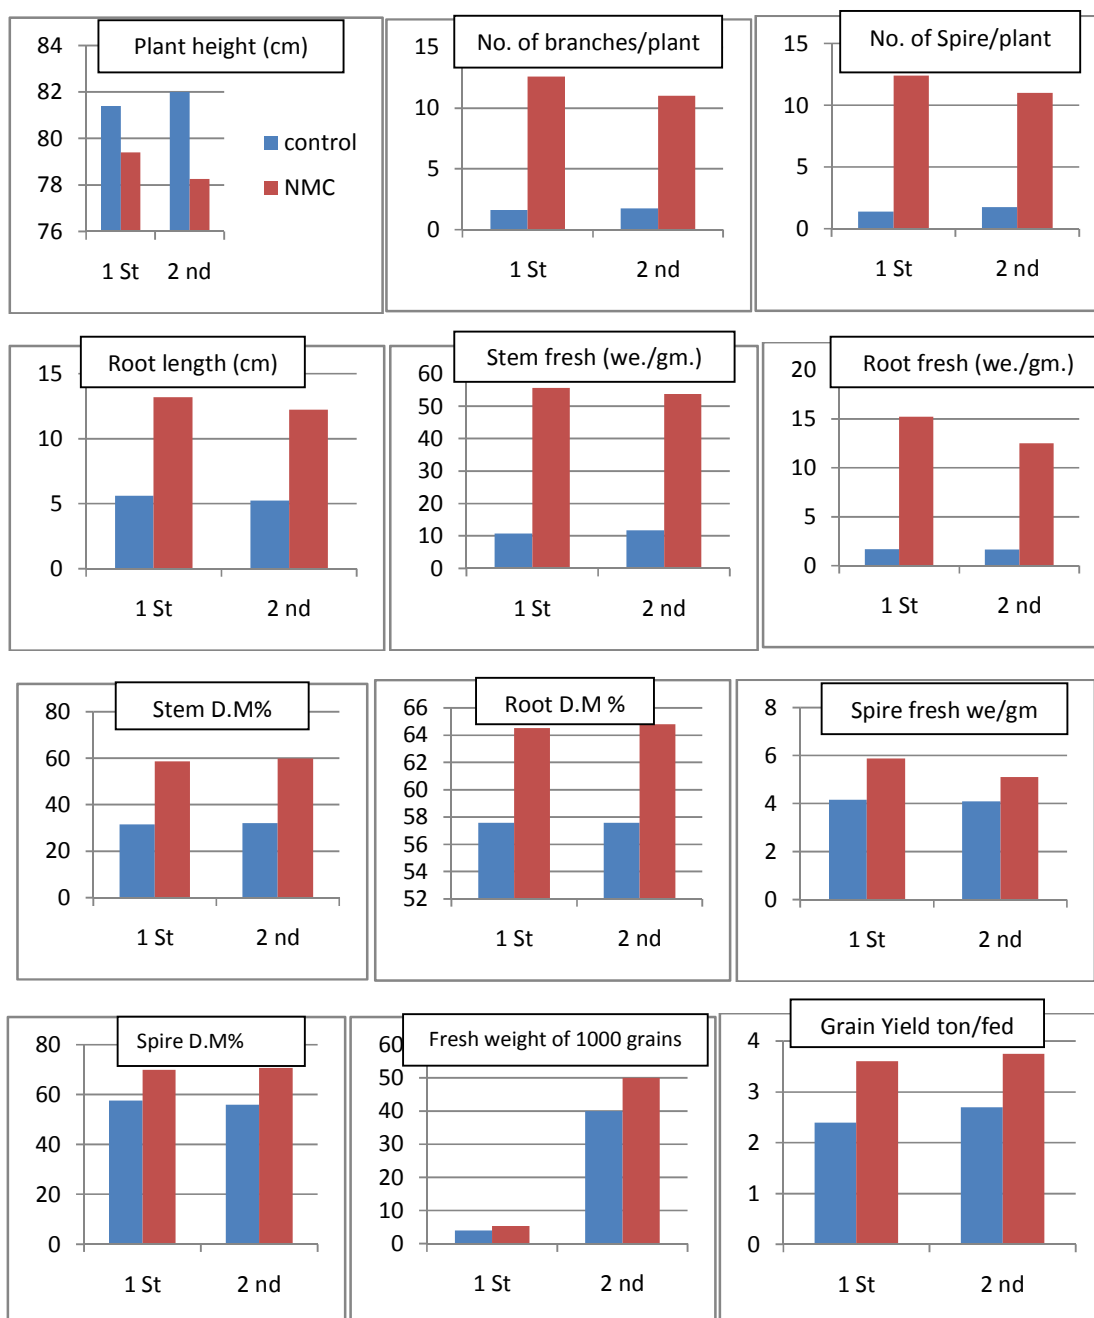 Plant height (cm)
84
82
80
78
76
1 St 2 nd
control
NMC
No. of branches/plant
15
10
5
0
1 St 2 nd
No. of Spire/plant
15
10
5
0
1 St 2 nd
Root length (cm)
15
10
5
0
1 St 2 nd
Stem fresh (we./gm.)
60
50
40
30
20
10
0
1 St 2 nd
Root fresh (we./gm.)
20
15
10
5
0
1 St 2 nd
Stem D.M%
80
60
40
20
0
1 St 2 nd
Root D.M %
66
64
62
60
58
56
54
52
1 St 2 nd
Spire fresh we/gm
8
6
4
2
0
1 St 2 nd
Spire D.M%
80
60
40
20
0
1 St 2 nd
Fresh weight of 1000 grains
60
50
40
30
20
10
0
1 St 2 nd
Grain Yield ton/fed
4
3
2
1
0
1 St 2 nd